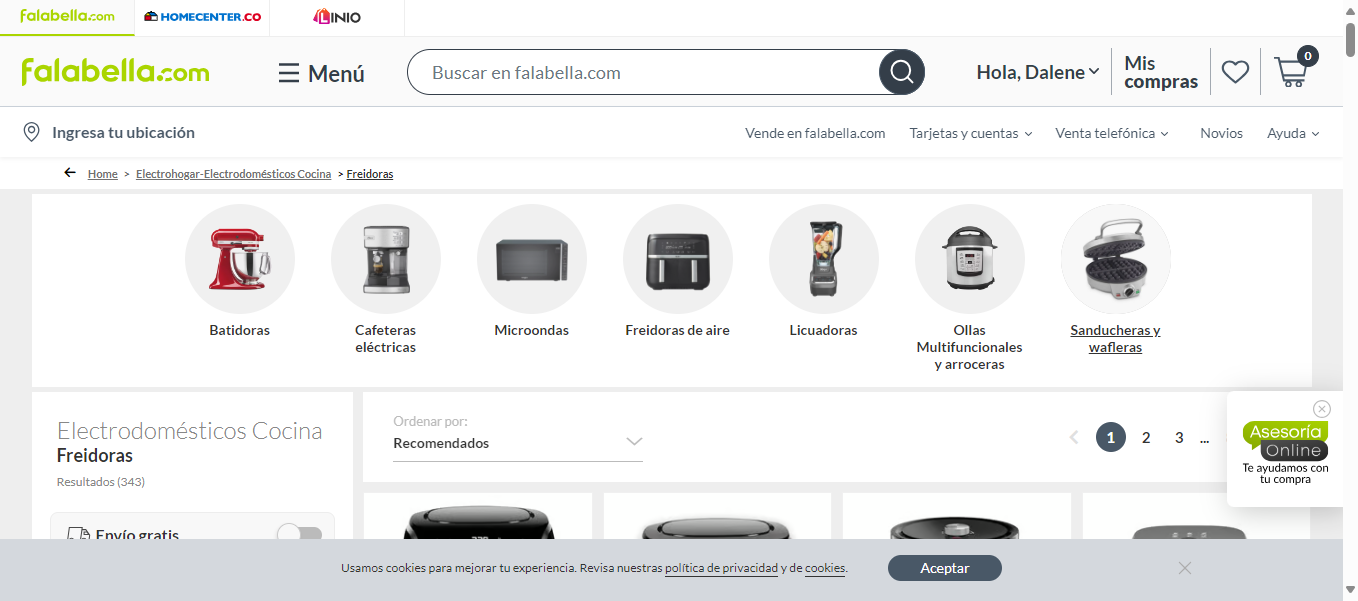 falabella.com
HOMECENTER.CO
LINIO
falabella.com
Menú
Buscar en falabella.com
Hola, Dalene
Mis
compras
0
Ingresa tu ubicación
Vende en falabella.com
Tarjetas y cuentas
Venta telefónica
Novios
Ayuda
Home > Electrohogar-Electrodomésticos Cocina > Freidoras
Batidoras
Cafeteras
eléctricas
Microondas
Freidoras de aire
Licuadoras
Ollas
Multifuncionales
y arroceras
Sanducheras y
wafleras
Electrodomésticos Cocina
Freidoras
Resultados (343)
Envío gratis
Ordenar por:
Recomendados
1 2 3 ...
Asesoría
Online
Te ayudamos con
tu compra
Usamos cookies para mejorar tu experiencia. Revisa nuestras política de privacidad y de cookies.
Aceptar